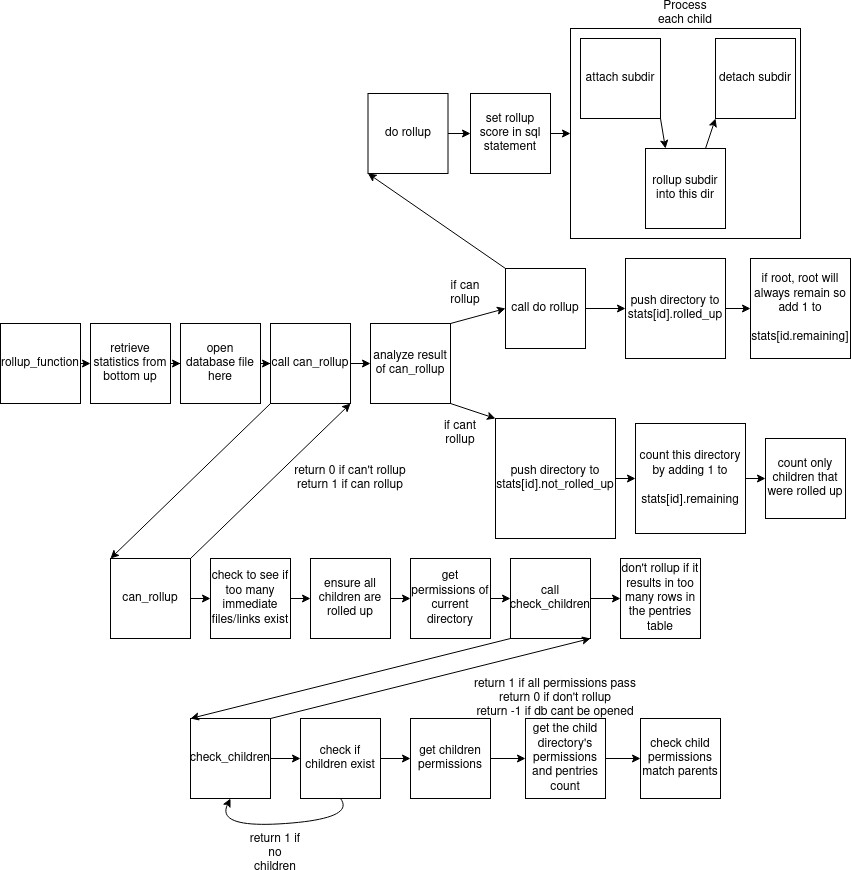 Process
each child
attach subdir
detach subdir
do rollup
set rollup
score in sql
statement
rollup subdir
into this dir
if can
rollup
call do rollup
push directory to
stats[id].rolled_up
if root, root will
always remain so
add 1 to
stats[id.remaining]
rollup_function
retrieve
statistics from
bottom up
open
database file
here
call can_rollup
analyze result
of can_rollup
if cant
rollup
push directory to
stats[id].not_rolled_up
count this directory
by adding 1 to
stats[id].remaining
count only
children that
were rolled up
return 0 if can't rollup
return 1 if can rollup
can_rollup
check to see if
too many
immediate
files/links exist
ensure all
children are
rolled up
get
permissions of
current
directory
call
check_children
don't rollup if it
results in too
many rows in
the pentries
table
return 1 if all permissions pass
return 0 if don't rollup
return -1 if db cant be opened
check_children
check if
children exist
get children
permissions
get the child
directory's
permissions
and pentries
count
check child
permissions
match parents
return 1 if
no
children